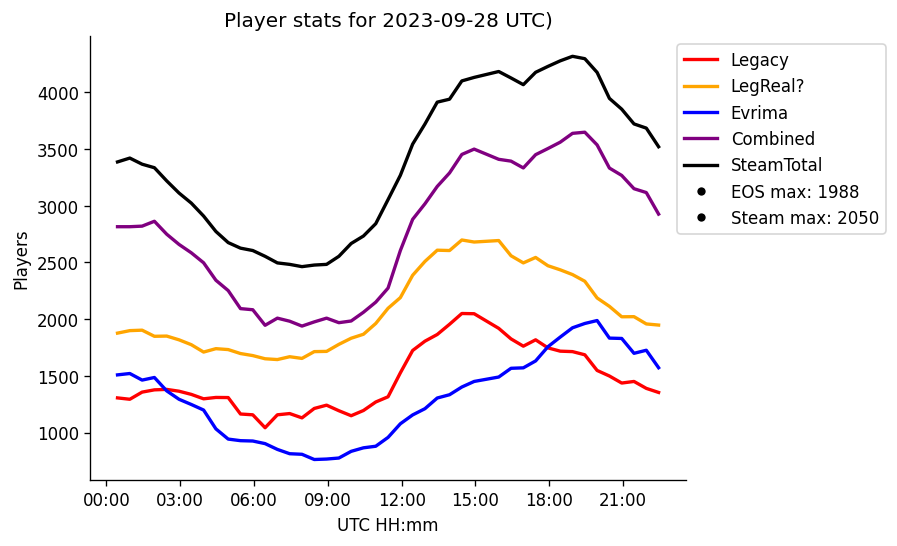 Player stats for 2023-09-28 UTC)
Legacy
LegReal?
Evrima
Combined
SteamTotal
EOS max: 1988
Steam max: 2050
Players
4000
3500
3000
2500
2000
1500
1000
00:00 03:00 06:00 09:00 12:00 15:00 18:00 21:00
UTC HH:mm